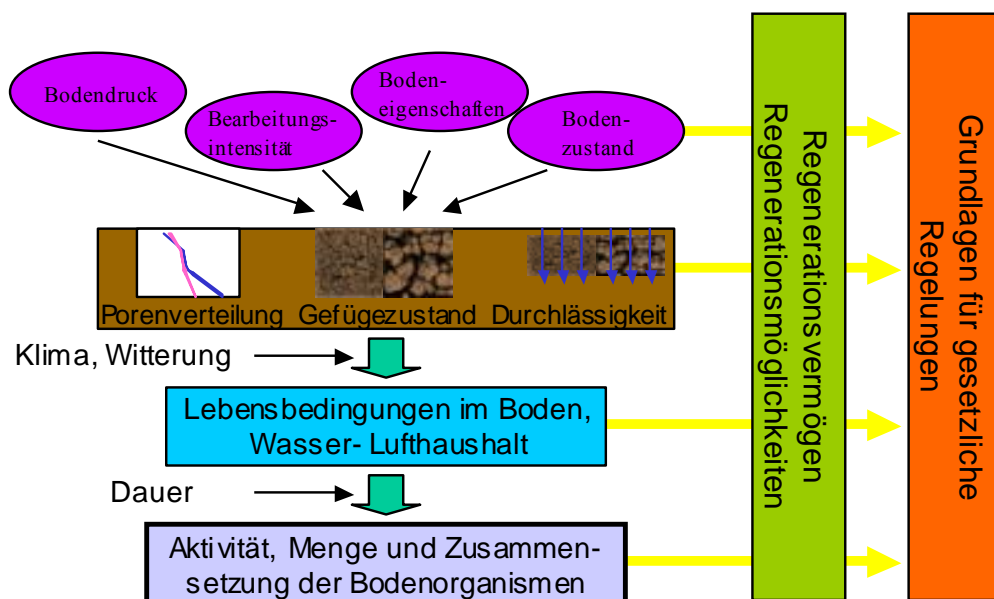 Bodendruck
Bearbeitungs-
intensität
Boden-
eigenschaften
Boden-
zustand
Porenverteilung Gefügezustand Durchlässigkeit
Klima, Witterung
Lebensbedingungen im Boden,
Wasser- Lufthaushalt
Dauer
Aktivität, Menge und Zusammen-
setzung der Bodenorganismen
Regenerationsvermögen
Regenerationsmöglichkeiten
Grundlagen für gesetzliche
Regelungen